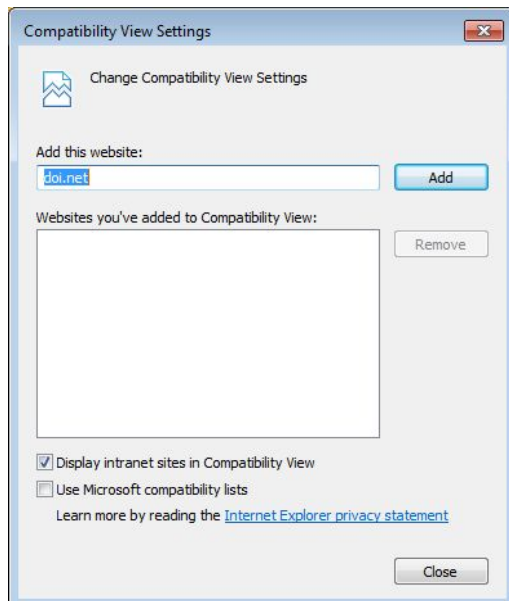 Compatibility View Settings
Change Compatibility View Settings
Add this website:
doi.net
Add
Websites you've added to Compatibility View:
Remove
Display intranet sites in Compatibility View
Use Microsoft compatibility lists
Learn more by reading the Internet Explorer privacy statement
Close